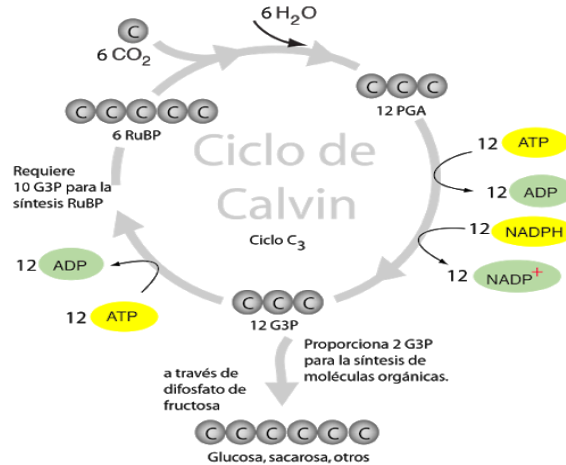 6 H₂O
C
6 CO₂
C C C C C
6 RuBP
C C C
12 PGA
Ciclo de
Calvin
Ciclo C₃
12 ATP
12 ADP
12 NADPH
12 NADP+
Requiere
10 G3P para la
síntesis RuBP
12 ADP
12 ATP
C C C
12 G3P
Proporciona 2 G3P
para la síntesis de
moléculas orgánicas.
a través de
difosfato de
fructosa
C C C C C C
Glucosa, sacarosa, otros